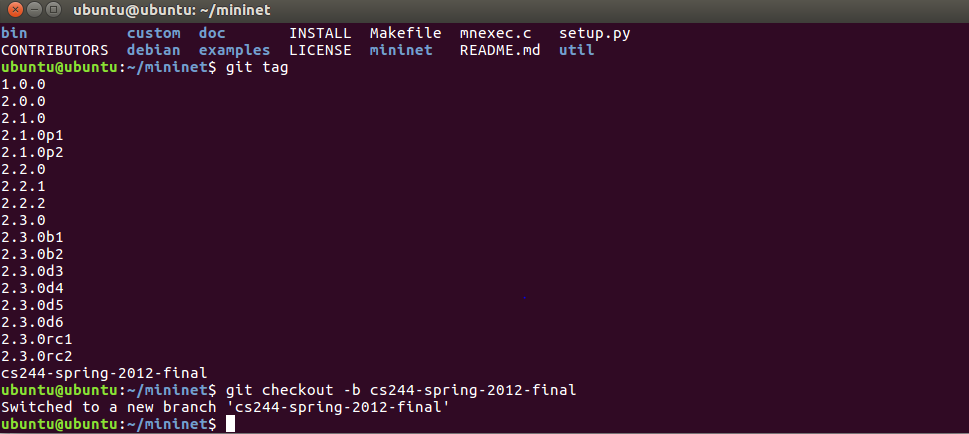 ubuntu@ubuntu: ~/mininet
bin custom doc INSTALL Makefile mnexec.c setup.py
CONTRIBUTORS debian examples LICENSE mininet README.md util
ubuntu@ubuntu:~/mininet$ git tag
1.0.0
2.0.0
2.1.0
2.1.0p1
2.1.0p2
2.2.0
2.2.1
2.2.2
2.3.0
2.3.0b1
2.3.0b2
2.3.0d3
2.3.0d4
2.3.0d5
2.3.0d6
2.3.0rc1
2.3.0rc2
cs244-spring-2012-final
ubuntu@ubuntu:~/mininet$ git checkout -b cs244-spring-2012-final
Switched to a new branch 'cs244-spring-2012-final'
ubuntu@ubuntu:~/mininet$